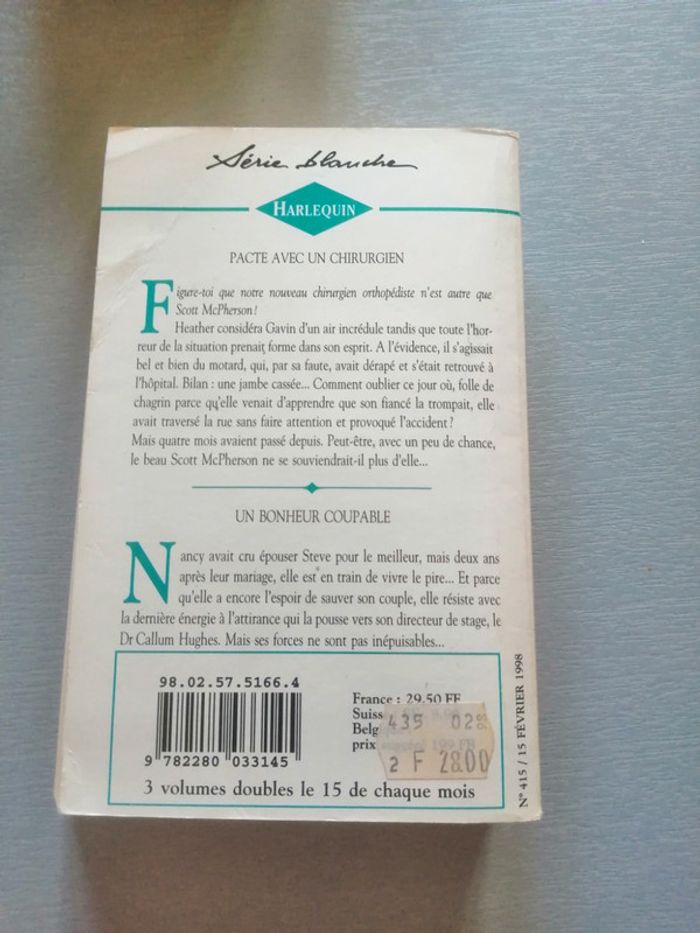 Série blanche
HARLEQUIN
PACTE AVEC UN CHIRURGIEN
Figure-toi que notre nouveau chirurgien orthopédiste n'est autre que
Scott McPherson !
Heather considéra Gavin d'un air incrédule tandis que toute l'hor-
reur de la situation prenait forme dans son esprit. A l'évidence, il s'agissait
bel et bien du motard, qui, par sa faute, avait dérapé et s'était retrouvé à
l'hôpital. Bilan : une jambe cassée... Comment oublier ce jour où, folle de
chagrin parce qu'elle venait d'apprendre que son fiancé la trompait, elle
avait traversé la rue sans faire attention et provoqué l'accident ?
Mais quatre mois avaient passé depuis. Peut-être, avec un peu de chance,
le beau Scott McPherson ne se souviendrait-il plus d'elle...
UN BONHEUR COUPABLE
Nancy avait cru épouser Steve pour le meilleur, mais deux ans
après leur mariage, elle est en train de vivre le pire... Et parce
qu'elle a encore l'espoir de sauver son couple, elle résiste avec
la dernière énergie à l'attirance qui la pousse vers son directeur de stage, le
Dr Callum Hughes. Mais ses forces ne sont pas inépuisables...
98.02.57.5166.4
9 782280 033145
France : 29,50 FF
Suiss
Belg
prix 199 FB
435 02
2 F 28.00
3 volumes doubles le 15 de chaque mois
N° 415 / 15 FÉVRIER 1998